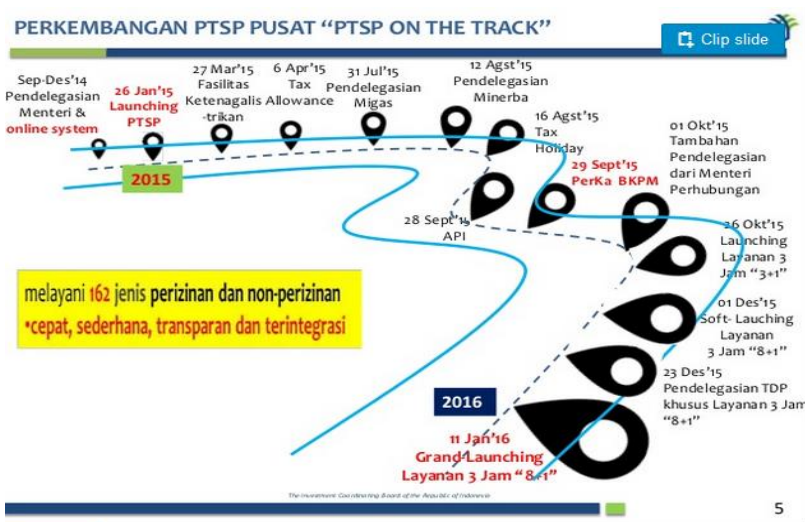 PERKEMBANGAN PTSP PUSAT “PTSP ON THE TRACK”
Clip slide
Sep-Des'14
Pendelegasian
Menteri &
online system
26 Jan'15
Launching
PTSP
27 Mar'15
Fasilitas
Ketenagalis
-trikan
6 Apr'15
Tax
Allowance
31 Jul'15
Pendelegasian
Migas
12 Agst'15
Pendelegasian
Minerba
16 Agst'15
Tax
Holiday
28 Sept'15
API
29 Sept'15
PerKa BKPM
01 Okt'15
Tambahan
Pendelegasian
dari Menteri
Perhubungan
26 Okt'15
Launching
Layanan 3
Jam “3+1”
01 Des'15
Soft- Lauching
Layanan
3 Jam “8+1”
23 Des'15
Pendelegasian TDP
khusus Layanan 3 Jam
“8+1”
2015
melayani 162 jenis perizinan dan non-perizinan
•cepat, sederhana, transparan dan terintegrasi
2016
11 Jan'16
Grand-Launching
Layanan 3 Jam “8+1”
The Investment Coordinating Board of the Republic of Indonesia
5